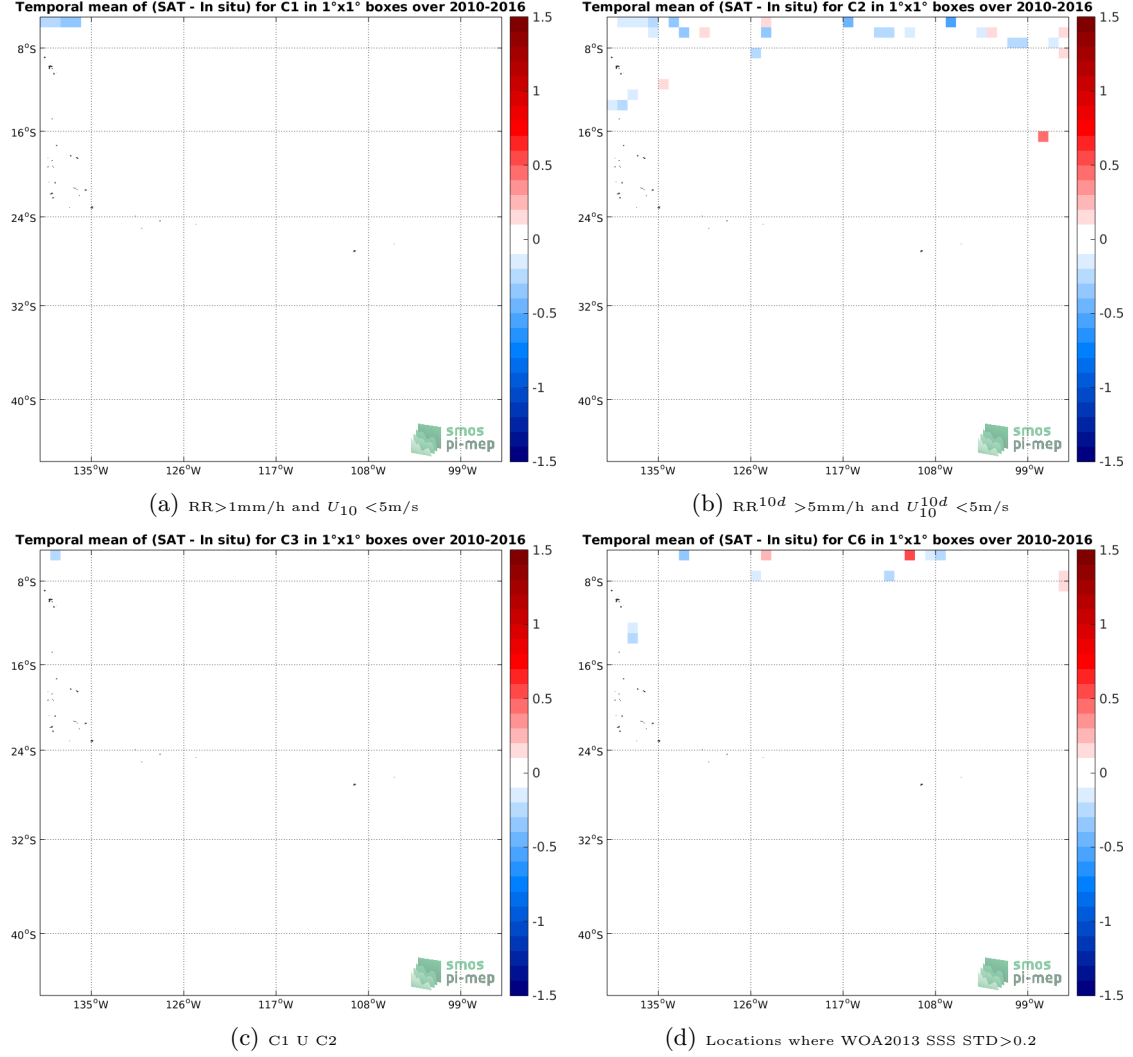 Temporal mean of (SAT - In situ) for C1 in 1°x1° boxes over 2010-2016
8°S
16°S
24°S
32°S
40°S
135°W 126°W 117°W 108°W 99°W
1.5
1
0.5
0
-0.5
-1
-1.5
smos
pi-mep
(a) RR>1mm/h and U10 <5m/s
Temporal mean of (SAT - In situ) for C2 in 1°x1° boxes over 2010-2016
8°S
16°S
24°S
32°S
40°S
135°W 126°W 117°W 108°W 99°W
1.5
1
0.5
0
-0.5
-1
-1.5
smos
pi-mep
(b) RR^10d >5mm/h and U10^10d <5m/s
Temporal mean of (SAT - In situ) for C3 in 1°x1° boxes over 2010-2016
8°S
16°S
24°S
32°S
40°S
135°W 126°W 117°W 108°W 99°W
1.5
1
0.5
0
-0.5
-1
-1.5
smos
pi-mep
(c) C1 U C2
Temporal mean of (SAT - In situ) for C6 in 1°x1° boxes over 2010-2016
8°S
16°S
24°S
32°S
40°S
135°W 126°W 117°W 108°W 99°W
1.5
1
0.5
0
-0.5
-1
-1.5
smos
pi-mep
(d) Locations where WOA2013 SSS STD>0.2